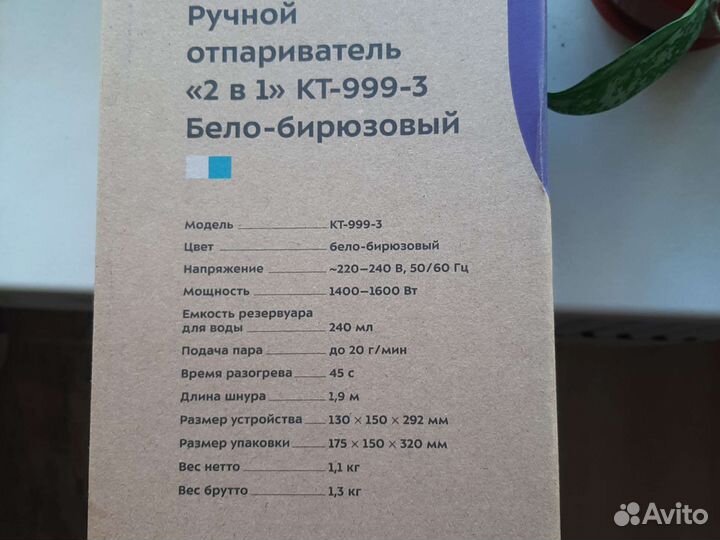 Ручной
отпариватель
«2 в 1» КТ-999-3
Бело-бирюзовый
Модель КТ-999-3
Цвет бело-бирюзовый
Напряжение ~220–240 В, 50/60 Гц
Мощность 1400–1600 Вт
Емкость резервуара
для воды 240 мл
Подача пара до 20 г/мин
Время разогрева 45 с
Длина шнура 1,9 м
Размер устройства 130 × 150 × 292 мм
Размер упаковки 175 × 150 × 320 мм
Вес нетто 1,1 кг
Вес брутто 1,3 кг
Avito